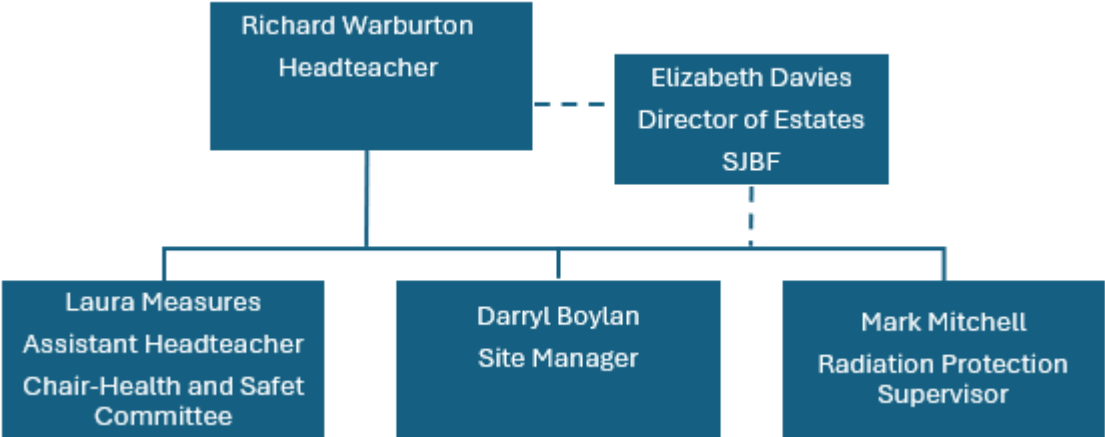 Richard Warburton
Headteacher
Elizabeth Davies
Director of Estates
SJBF
Laura Measures
Assistant Headteacher
Chair-Health and Safet
Committee
Darryl Boylan
Site Manager
Mark Mitchell
Radiation Protection
Supervisor